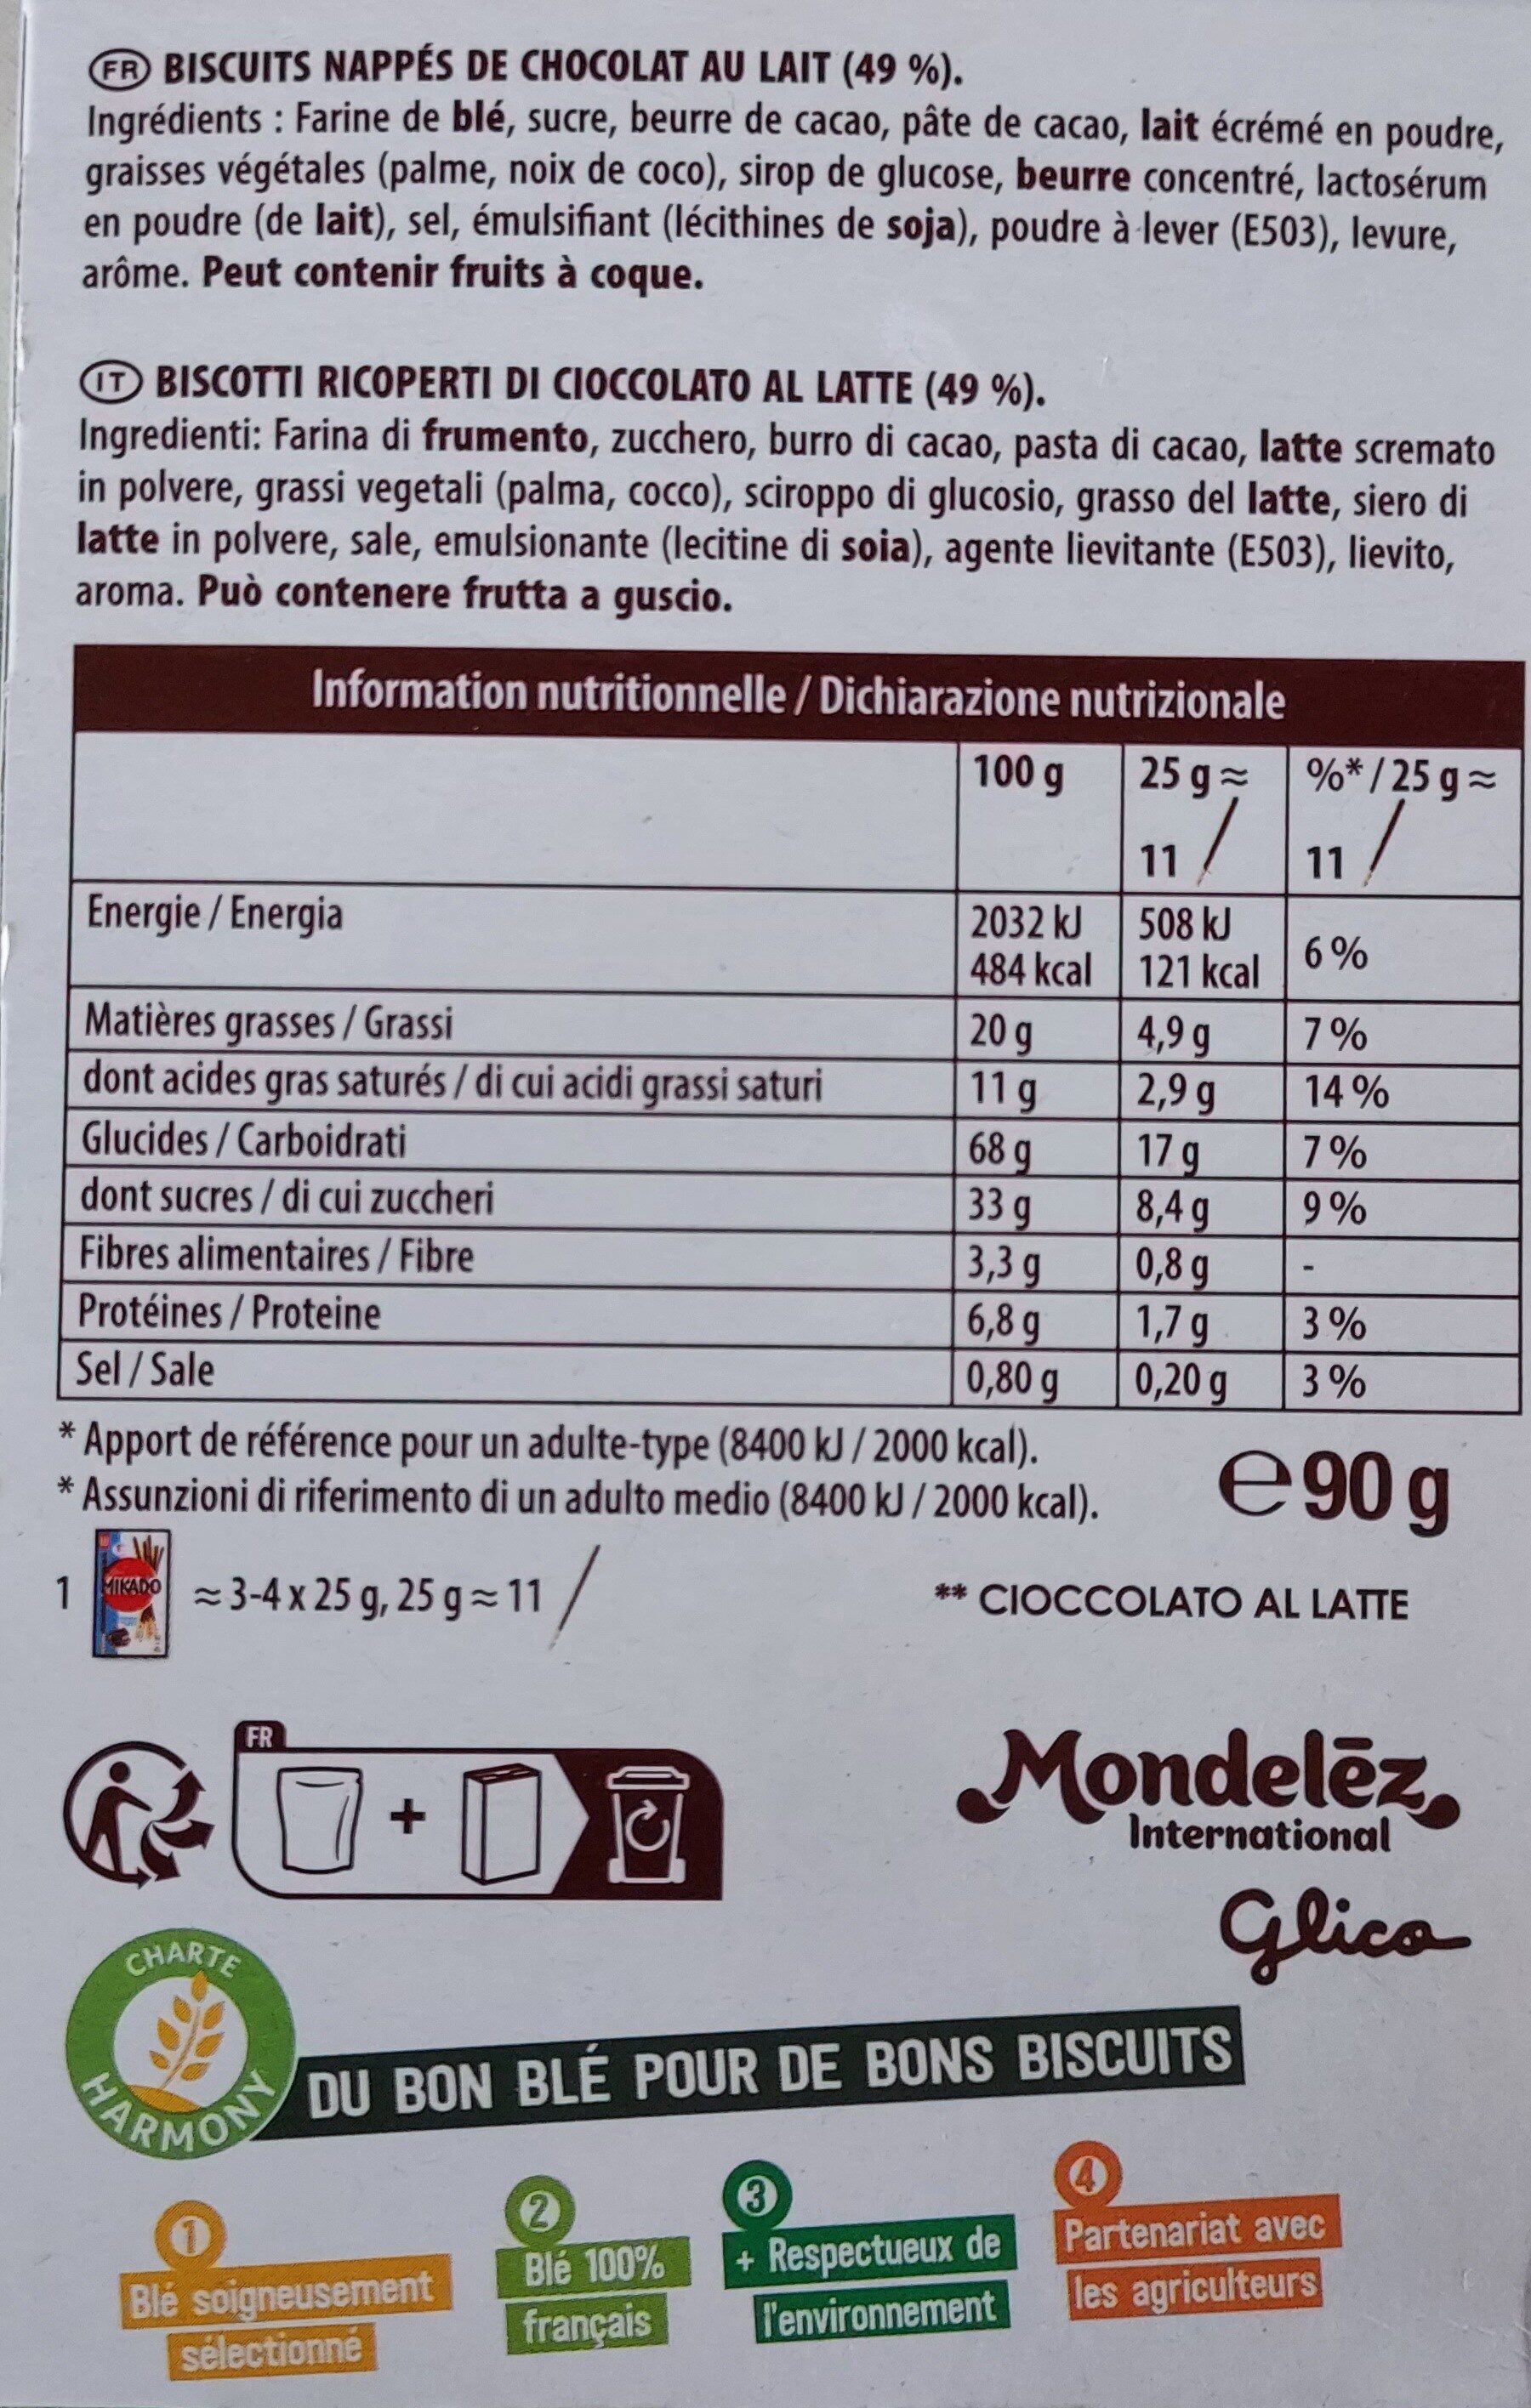 FR BISCUITS NAPPÉS DE CHOCOLAT AU LAIT (49 %).
Ingrédients : Farine de blé, sucre, beurre de cacao, pâte de cacao, lait écrémé en poudre,
graisses végétales (palme, noix de coco), sirop de glucose, beurre concentré, lactosérum
en poudre (de lait), sel, émulsifiant (lécithines de soja), poudre à lever (E503), levure,
arôme. Peut contenir fruits à coque.
IT BISCOTTI RICOPERTI DI CIOCCOLATO AL LATTE (49 %).
Ingredienti: Farina di frumento, zucchero, burro di cacao, pasta di cacao, latte scremato
in polvere, grassi vegetali (palma, cocco), sciroppo di glucosio, grasso del latte, siero di
latte in polvere, sale, emulsionante (lecitine di soia), agente lievitante (E503), lievito,
aroma. Può contenere frutta a guscio.
Information nutritionnelle / Dichiarazione nutrizionale
100 g 25 g ≈ %* / 25 g ≈
11 11
Energie / Energia 2032 kJ 508 kJ 6 %
484 kcal 121 kcal
Matières grasses / Grassi 20 g 4,9 g 7 %
dont acides gras saturés / di cui acidi grassi saturi 11 g 2,9 g 14 %
Glucides / Carboidrati 68 g 17 g 7 %
dont sucres / di cui zuccheri 33 g 8,4 g 9 %
Fibres alimentaires / Fibre 3,3 g 0,8 g -
Protéines / Proteine 6,8 g 1,7 g 3 %
Sel / Sale 0,80 g 0,20 g 3 %
* Apport de référence pour un adulte-type (8400 kJ / 2000 kcal).
* Assunzioni di riferimento di un adulto medio (8400 kJ / 2000 kcal).
e 90 g
1 MIKADO ≈ 3-4 x 25 g, 25 g ≈ 11
** CIOCCOLATO AL LATTE
FR
+
Mondelēz
International
Glico
CHARTE
HARMONY
DU BON BLÉ POUR DE BONS BISCUITS
1
Blé soigneusement
sélectionné
2
Blé 100%
français
3
+ Respectueux de
l'environnement
4
Partenariat avec
les agriculteurs